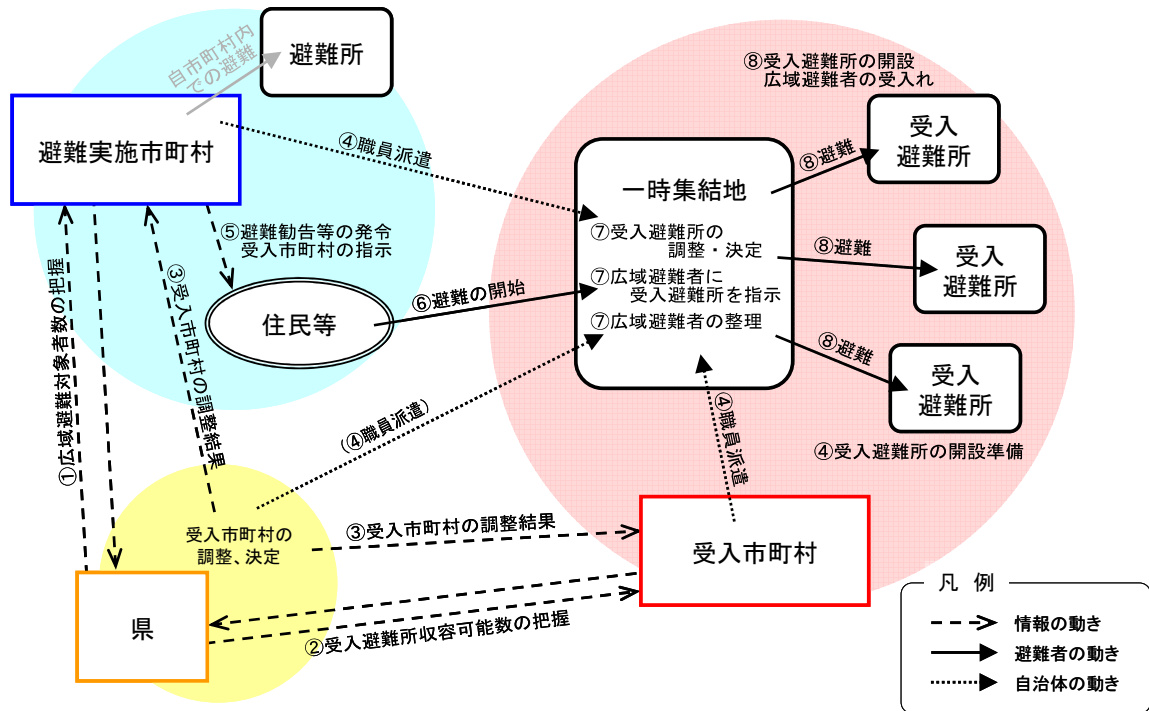 自市町村内
での避難
避難所
避難実施市町村
④職員派遣
⑤避難勧告等の発令
受入市町村の指示
住民等
⑥避難の開始
①広域避難対象者数の把握
③受入市町村の調整結果
(④職員派遣)
受入市町村の
調整、決定
県
③受入市町村の調整結果
②受入避難所収容可能数の把握
⑧受入避難所の開設
広域避難者の受入れ
一時集結地
⑦受入避難所の
調整・決定
⑦広域避難者に
受入避難所を指示
⑦広域避難者の整理
⑧避難
受入
避難所
⑧避難
受入
避難所
⑧避難
受入
避難所
④受入避難所の開設準備
④職員派遣
受入市町村
凡 例
情報の動き
避難者の動き
自治体の動き